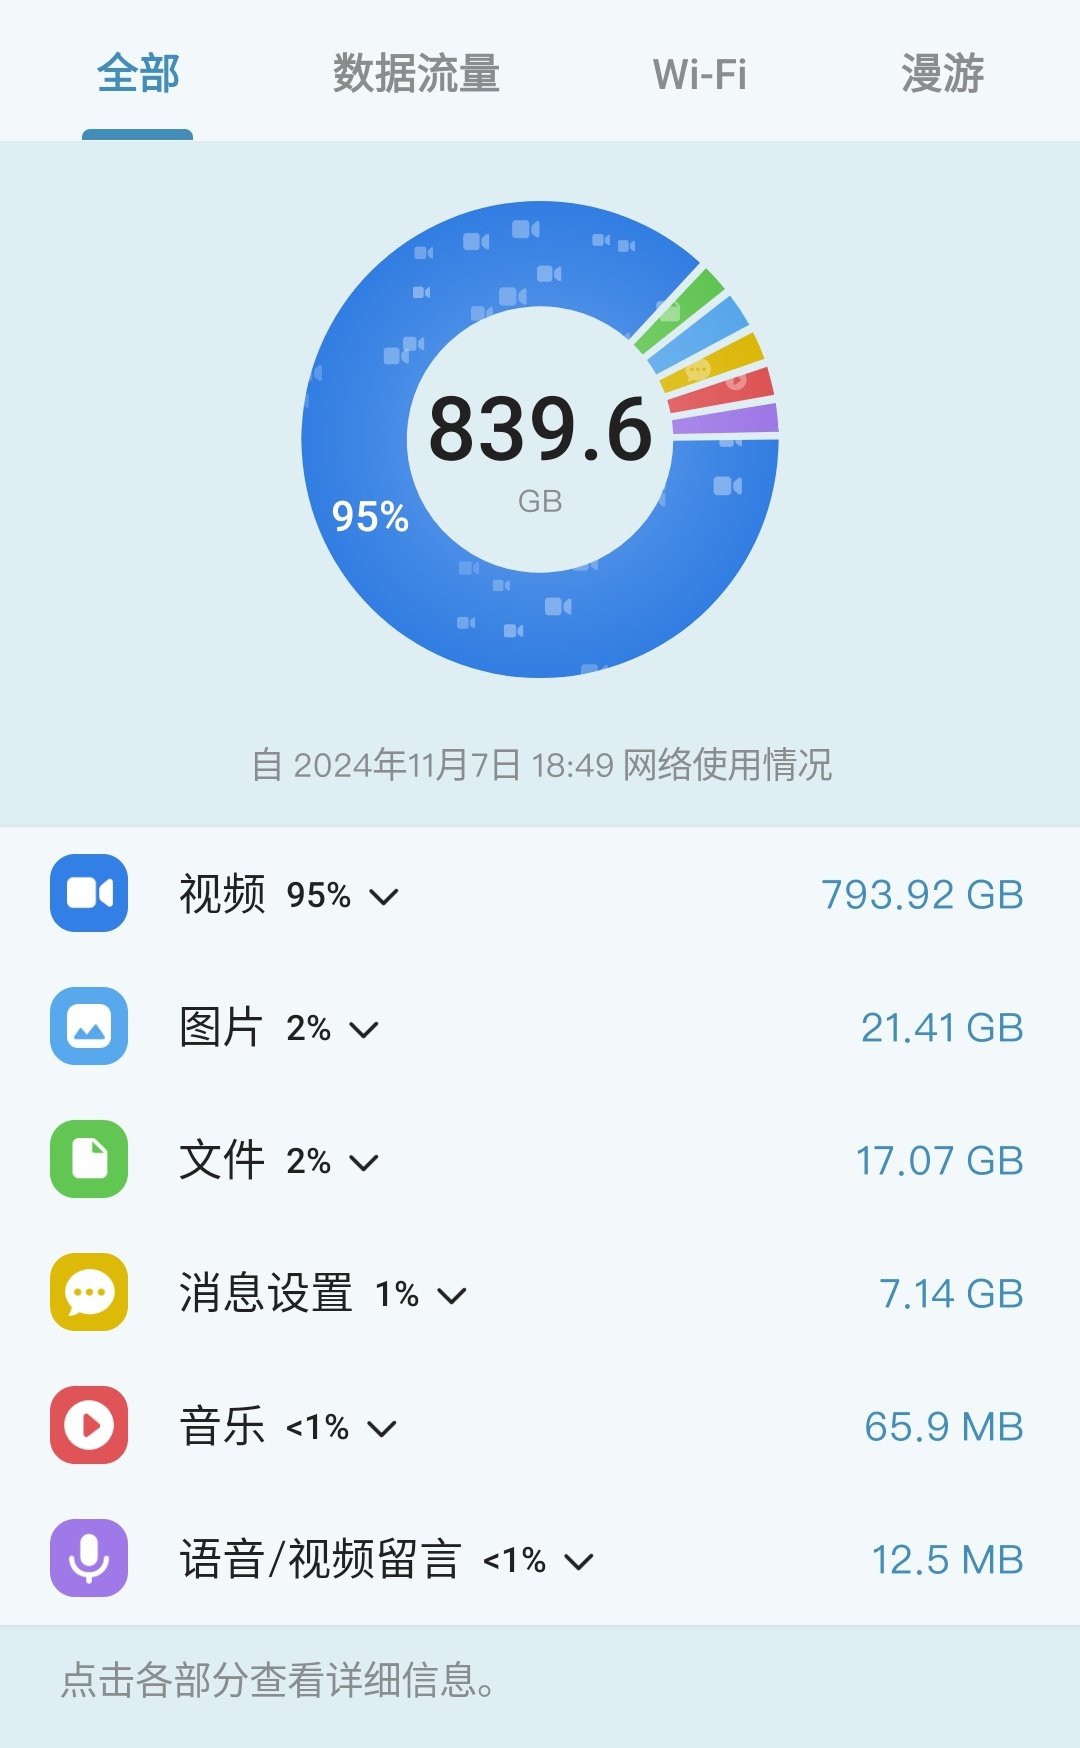 全部 数据流量 Wi-Fi 漫游
839.6
GB
95%
自 2024年11月7日 18:49 网络使用情况
视频 95% 793.92 GB
图片 2% 21.41 GB
文件 2% 17.07 GB
消息设置 1% 7.14 GB
音乐 <1% 65.9 MB
语音/视频留言 <1% 12.5 MB
点击各部分查看详细信息。